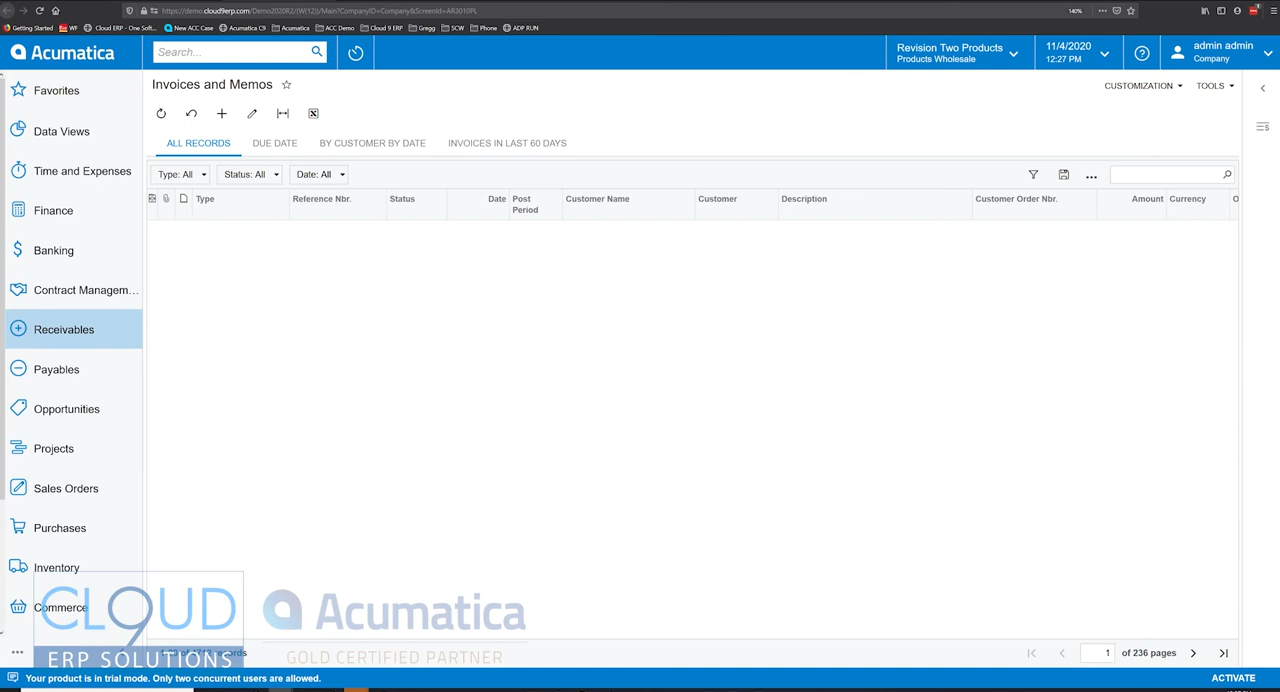 https://demo.cloud9erp.com/Demo2020R2/(W(12))/Main?CompanyID=Company&ScreenId=AR3010PL
140%
Getting Started WF Cloud ERP - One Soft... New ACC Case Acumatica C9 Acumatica ACC Demo Cloud 9 ERP Gregg SCW Phone ADP RUN
Acumatica
Search...
Revision Two Products
Products Wholesale
11/4/2020
12:27 PM
admin admin
Company
Favorites
Data Views
Time and Expenses
Finance
Banking
Contract Managem...
Receivables
Payables
Opportunities
Projects
Sales Orders
Purchases
Inventory
Commerce
Invoices and Memos
CUSTOMIZATION TOOLS
ALL RECORDS DUE DATE BY CUSTOMER BY DATE INVOICES IN LAST 60 DAYS
Type: All Status: All Date: All
Type Reference Nbr. Status Date Post Period Customer Name Customer Description Customer Order Nbr. Amount Currency O
CLOUD 9
ERP SOLUTIONS
Acumatica
GOLD CERTIFIED PARTNER
records
1 of 236 pages
Your product is in trial mode. Only two concurrent users are allowed.
ACTIVATE